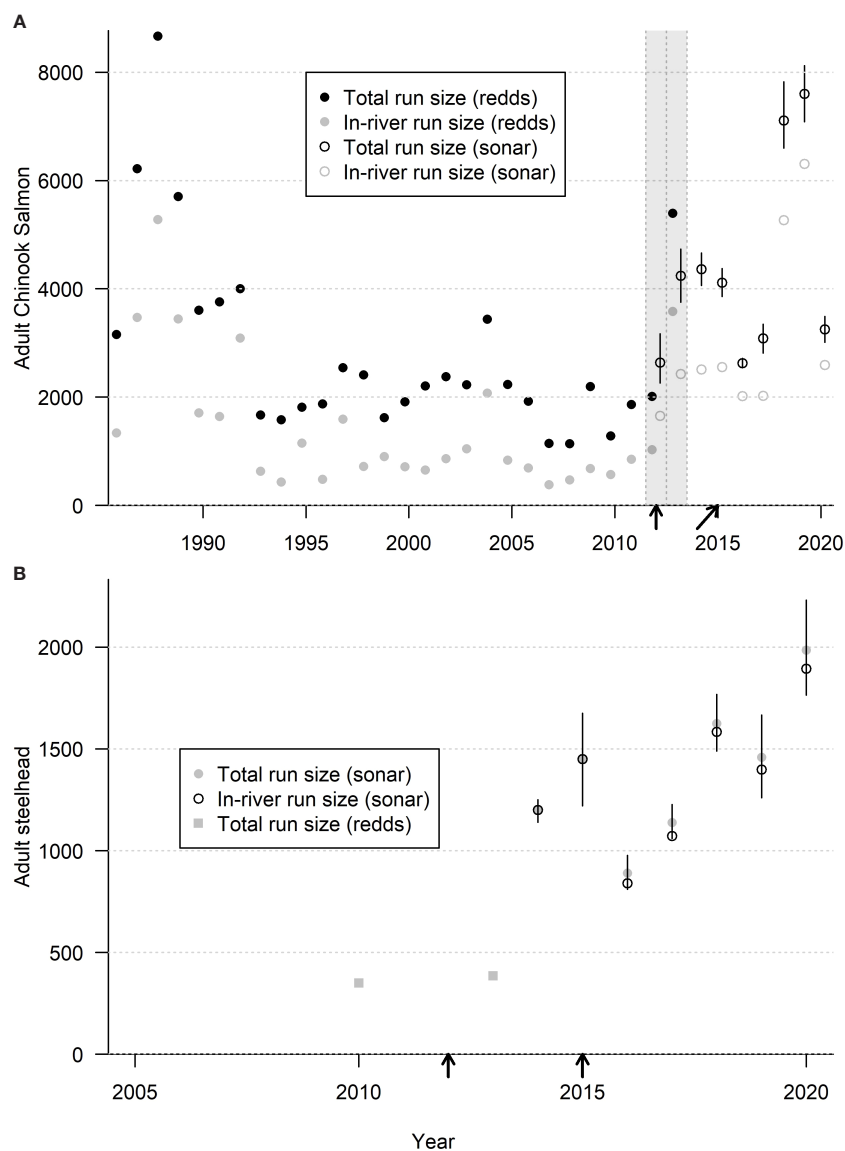 A
8000
6000
4000
2000
0
Adult Chinook Salmon
Total run size (redds)
In-river run size (redds)
Total run size (sonar)
In-river run size (sonar)
1990 1995 2000 2005 2010 2015 2020
B
2000
1500
1000
500
0
Adult steelhead
Total run size (sonar)
In-river run size (sonar)
Total run size (redds)
2005 2010 2015 2020
Year